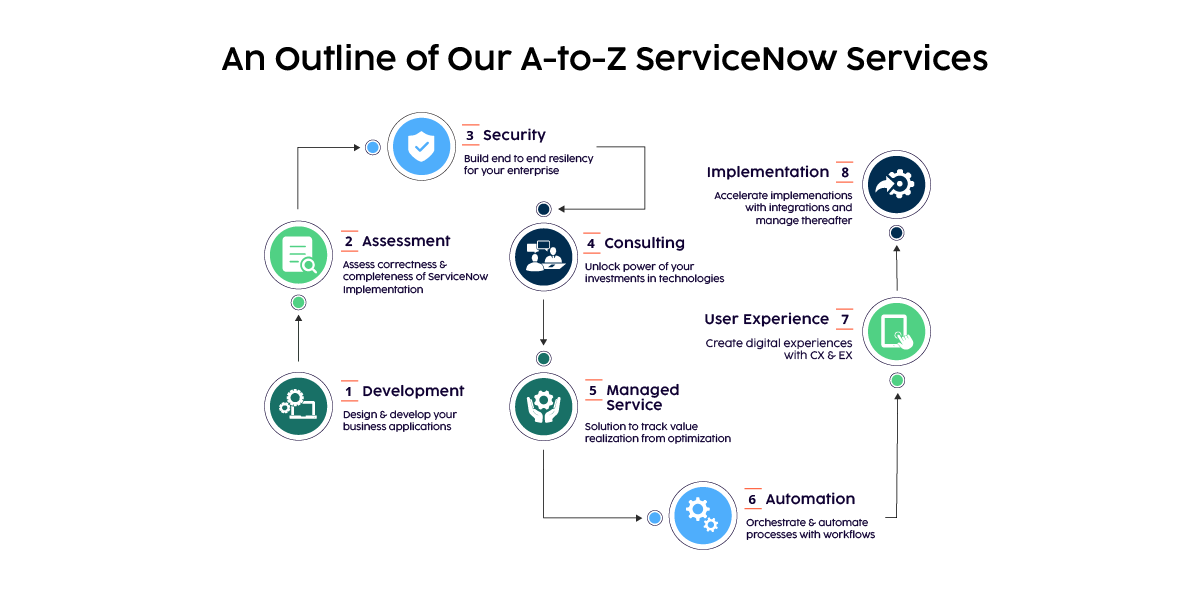 An Outline of Our A-to-Z ServiceNow Services
3 Security
Build end to end resilency
for your enterprise
Implementation 8
Accelerate implemenations
with integrations and
manage thereafter
2 Assessment
Assess correctness &
completeness of ServiceNow
Implementation
4 Consulting
Unlock power of your
investments in technologies
User Experience 7
Create digital experiences
with CX & EX
1 Development
Design & develop your
business applications
5 Managed
Service
Solution to track value
realization from optimization
6 Automation
Orchestrate & automate
processes with workflows